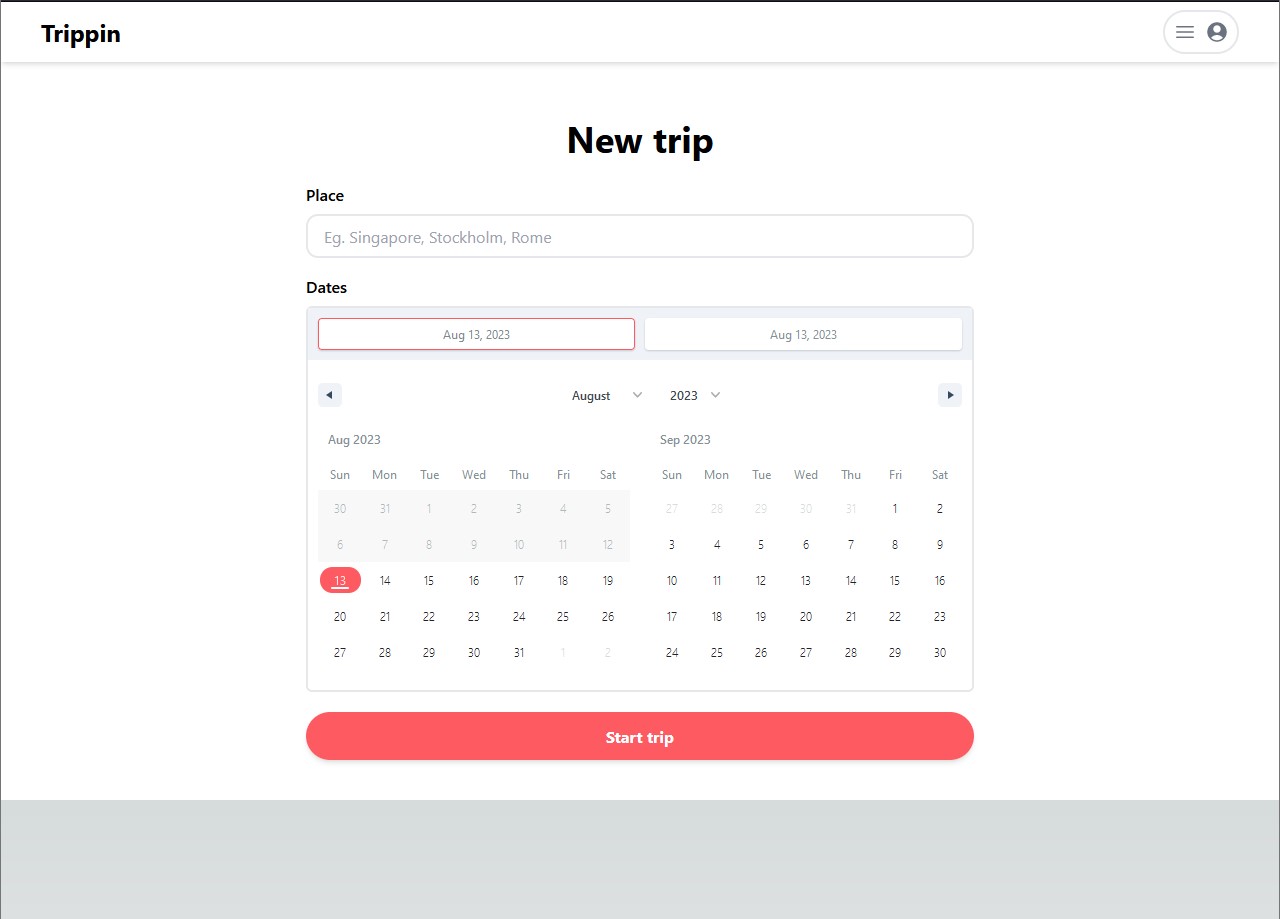 Trippin
New trip
Place
Eg. Singapore, Stockholm, Rome
Dates
Aug 13, 2023 Aug 13, 2023
August 2023
Aug 2023
Sun Mon Tue Wed Thu Fri Sat
30 31 1 2 3 4 5
6 7 8 9 10 11 12
13 14 15 16 17 18 19
20 21 22 23 24 25 26
27 28 29 30 31 1 2
Sep 2023
Sun Mon Tue Wed Thu Fri Sat
27 28 29 30 31 1 2
3 4 5 6 7 8 9
10 11 12 13 14 15 16
17 18 19 20 21 22 23
24 25 26 27 28 29 30
Start trip